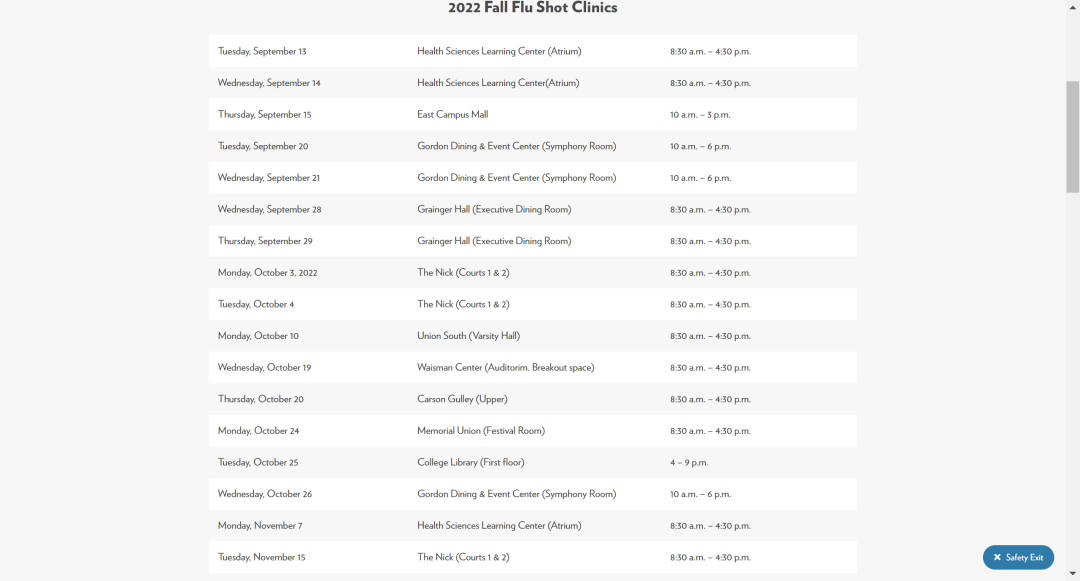 2022 Fall Flu Shot Clinics
Tuesday, September 13 Health Sciences Learning Center (Atrium) 8:30 a.m. – 4:30 p.m.
Wednesday, September 14 Health Sciences Learning Center(Atrium) 8:30 a.m. – 4:30 p.m.
Thursday, September 15 East Campus Mall 10 a.m. – 3 p.m.
Tuesday, September 20 Gordon Dining & Event Center (Symphony Room) 10 a.m. – 6 p.m.
Wednesday, September 21 Gordon Dining & Event Center (Symphony Room) 10 a.m. – 6 p.m.
Wednesday, September 28 Grainger Hall (Executive Dining Room) 8:30 a.m. – 4:30 p.m.
Thursday, September 29 Grainger Hall (Executive Dining Room) 8:30 a.m. – 4:30 p.m.
Monday, October 3, 2022 The Nick (Courts 1 & 2) 8:30 a.m. – 4:30 p.m.
Tuesday, October 4 The Nick (Courts 1 & 2) 8:30 a.m. – 4:30 p.m.
Monday, October 10 Union South (Varsity Hall) 8:30 a.m. – 4:30 p.m.
Wednesday, October 19 Waisman Center (Auditorim. Breakout space) 8:30 a.m. – 4:30 p.m.
Thursday, October 20 Carson Gulley (Upper) 8:30 a.m. – 4:30 p.m.
Monday, October 24 Memorial Union (Festival Room) 8:30 a.m. – 4:30 p.m.
Tuesday, October 25 College Library (First floor) 4 – 9 p.m.
Wednesday, October 26 Gordon Dining & Event Center (Symphony Room) 10 a.m. – 6 p.m.
Monday, November 7 Health Sciences Learning Center (Atrium) 8:30 a.m. – 4:30 p.m.
Tuesday, November 15 The Nick (Courts 1 & 2) 8:30 a.m. – 4:30 p.m.
Safety Exit